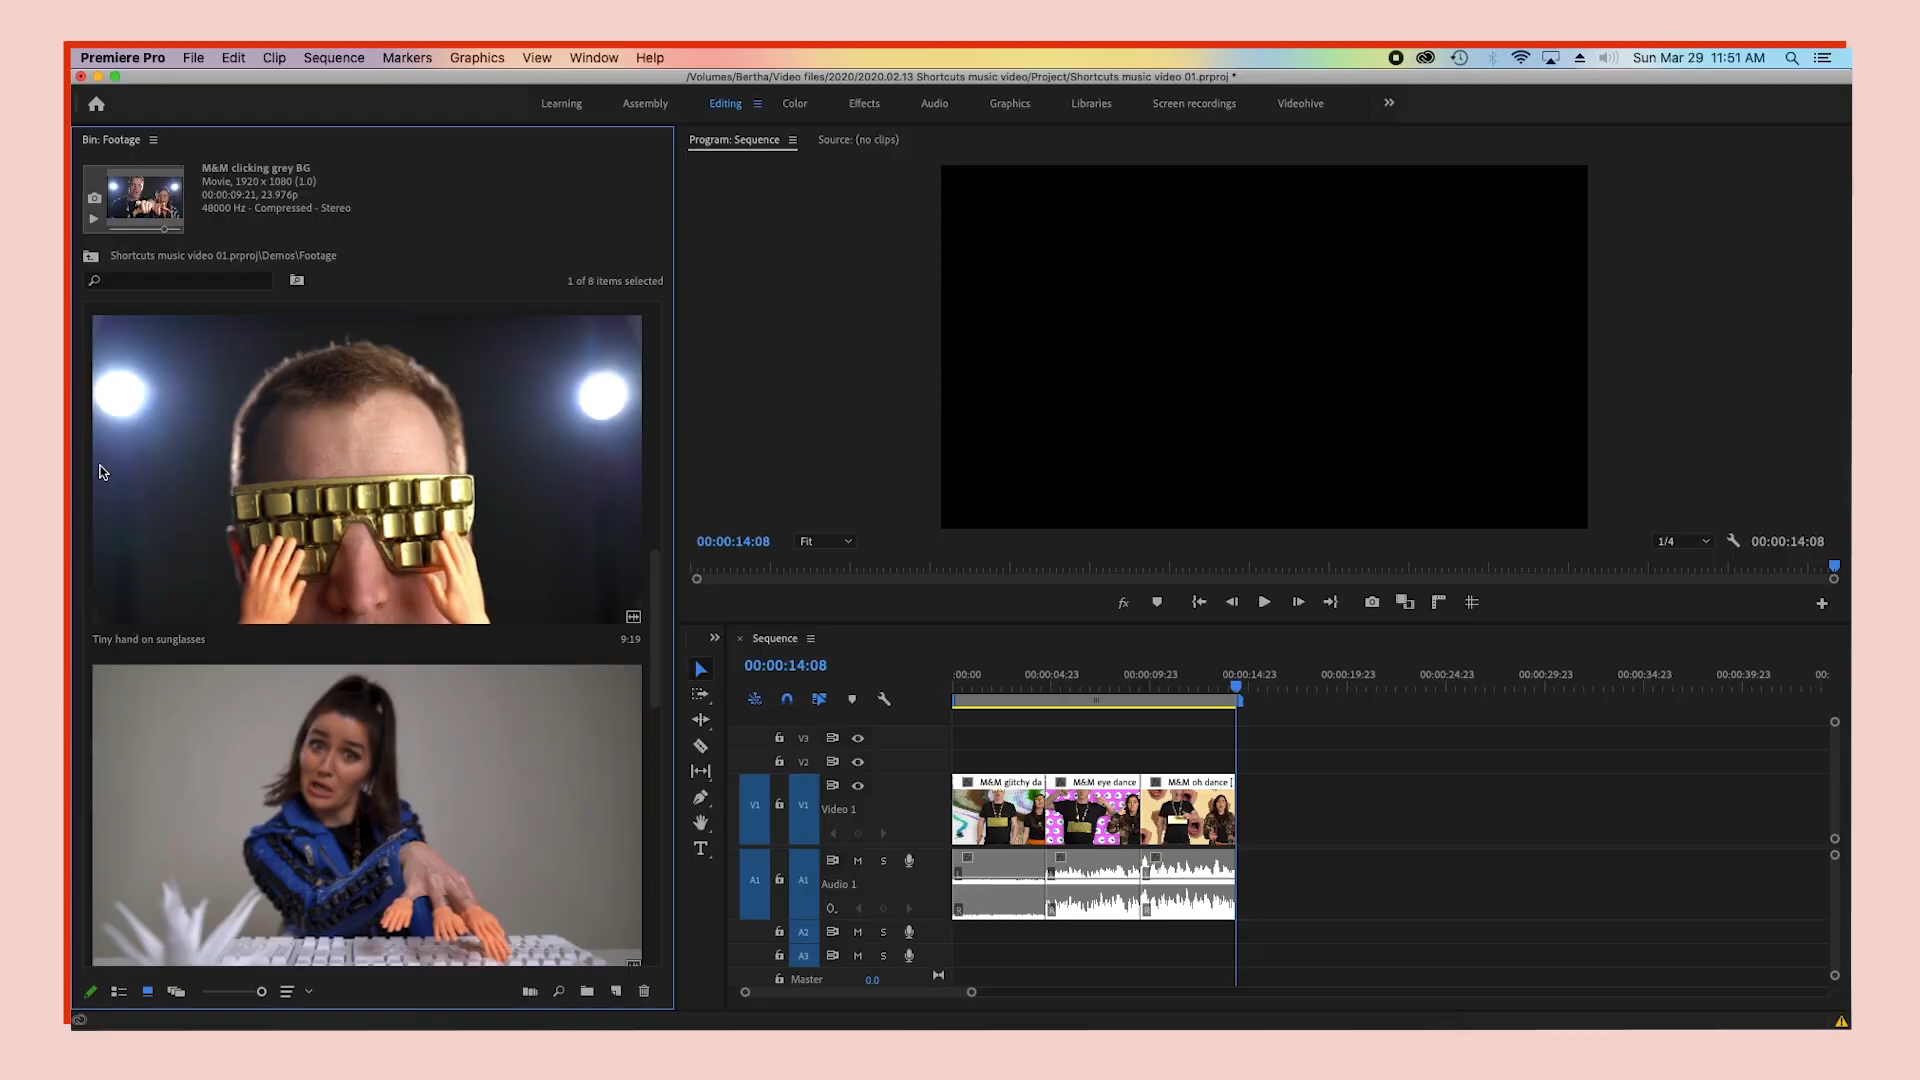 Premiere Pro File Edit Clip Sequence Markers Graphics View Window Help Sun Mar 29 11:51 AM
/Volumes/Bertha/Video files/2020/2020.02.13 Shortcuts music video/Project/Shortcuts music video 01.prproj *
Learning Assembly Editing Color Effects Audio Graphics Libraries Screen recordings Videohive
Bin: Footage
Program: Sequence Source: (no clips)
M&M clicking grey BG
Movie, 1920 x 1080 (1.0)
00:00:09:21, 23.976p
48000 Hz - Compressed - Stereo
Shortcuts music video 01.prproj\Demos\Footage
1 of 8 items selected
Tiny hand on sunglasses 9:19
00:00:14:08 Fit 1/4 00:00:14:08
fx
Sequence
00:00:14:08
:00:00 00:00:04:23 00:00:09:23 00:00:14:23 00:00:19:23 00:00:24:23 00:00:29:23 00:00:34:23 00:00:39:23 00:
V3
V2
V1 V1 Video 1
M&M glitchy da M&M eye dance M&M oh dance [
A1 A1 M S
Audio 1
L L L
R R R
A2 M S
A3 M S
Master 0.0
T